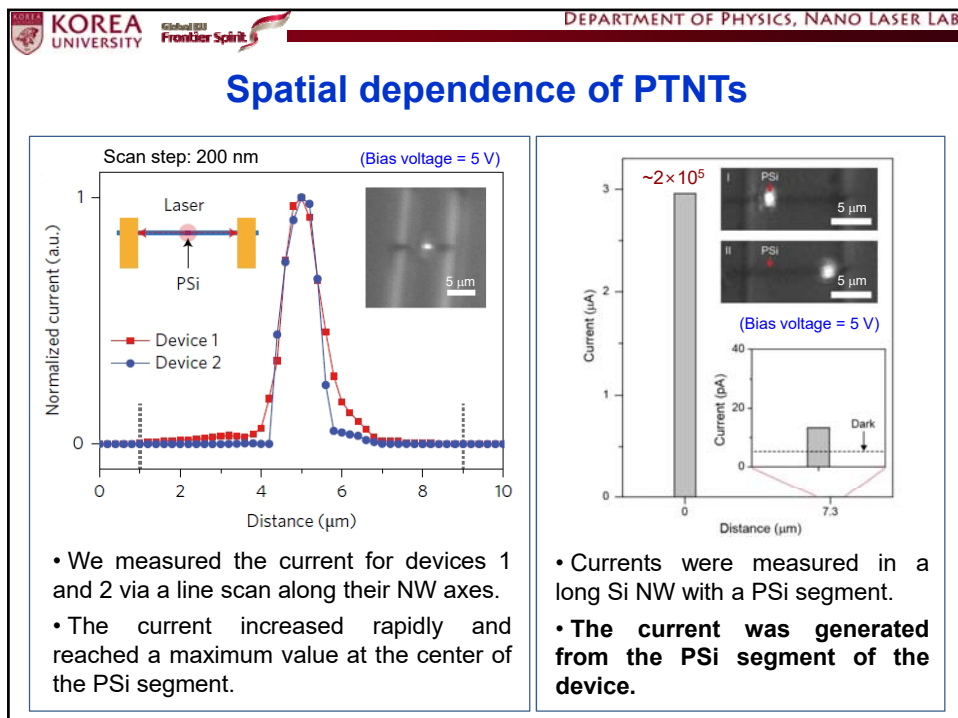 KOREA
KOREA
UNIVERSITY
Global KU
Frontier Spirit
DEPARTMENT OF PHYSICS, NANO LASER LAB
Spatial dependence of PTNTs
Scan step: 200 nm
(Bias voltage = 5 V)
1
Laser
PSi
5 μm
Normalized current (a.u.)
Device 1
Device 2
0
0 2 4 6 8 10
Distance (μm)
• We measured the current for devices 1
and 2 via a line scan along their NW axes.
• The current increased rapidly and
reached a maximum value at the center of
the PSi segment.
~2×10⁵
3
2
1
0
Current (μA)
I PSi
5 μm
II PSi
5 μm
(Bias voltage = 5 V)
40
20
0
Current (pA)
Dark
0 7.3
Distance (μm)
• Currents were measured in a
long Si NW with a PSi segment.
• The current was generated
from the PSi segment of the
device.